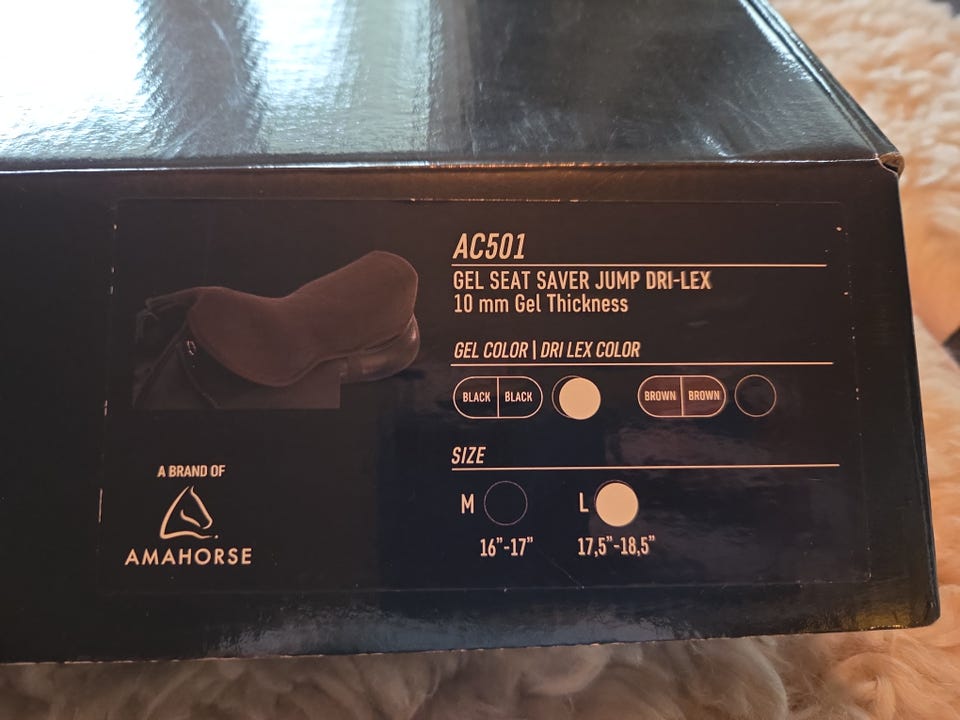 AC501
GEL SEAT SAVER JUMP DRI-LEX
10 mm Gel Thickness
GEL COLOR | DRI LEX COLOR
BLACK | BLACK BROWN | BROWN
SIZE
M L
16"-17" 17,5"-18,5"
A BRAND OF
AMAHORSE